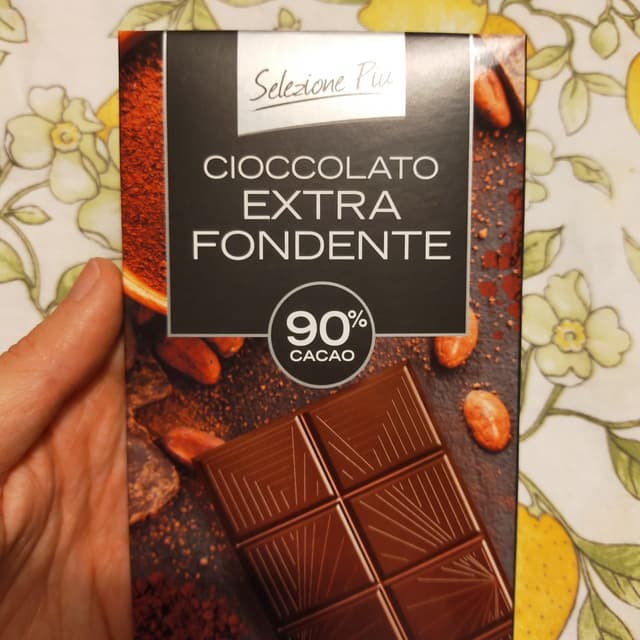 Selezione Più
CIOCCOLATO
EXTRA
FONDENTE
90%
CACAO